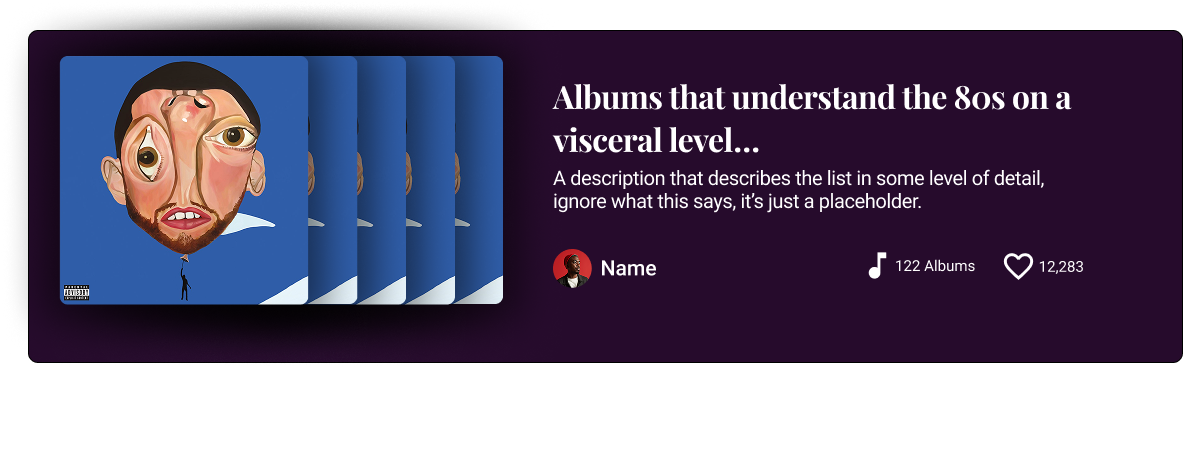 Albums that understand the 80s on a
visceral level...
A description that describes the list in some level of detail,
ignore what this says, it's just a placeholder.
Name
122 Albums
12,283
PARENTAL
ADVISORY
EXPLICIT CONTENT